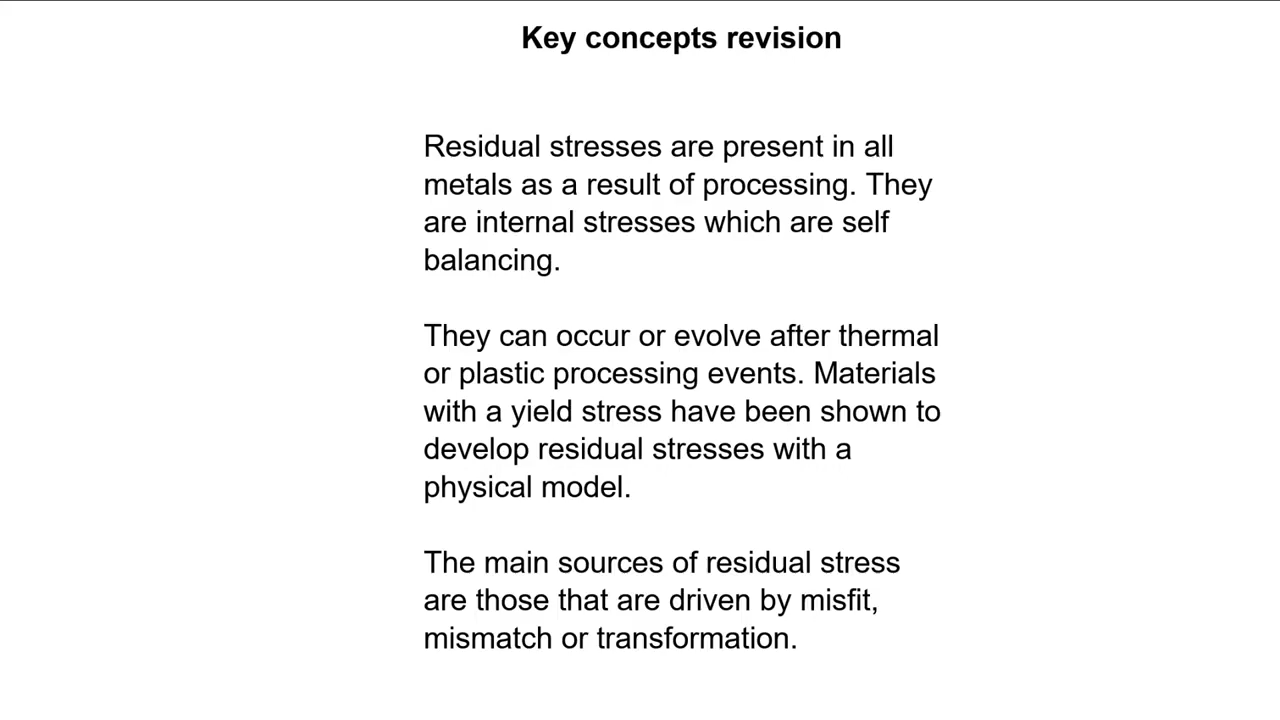 Key concepts revision
Residual stresses are present in all
metals as a result of processing. They
are internal stresses which are self
balancing.
They can occur or evolve after thermal
or plastic processing events. Materials
with a yield stress have been shown to
develop residual stresses with a
physical model.
The main sources of residual stress
are those that are driven by misfit,
mismatch or transformation.